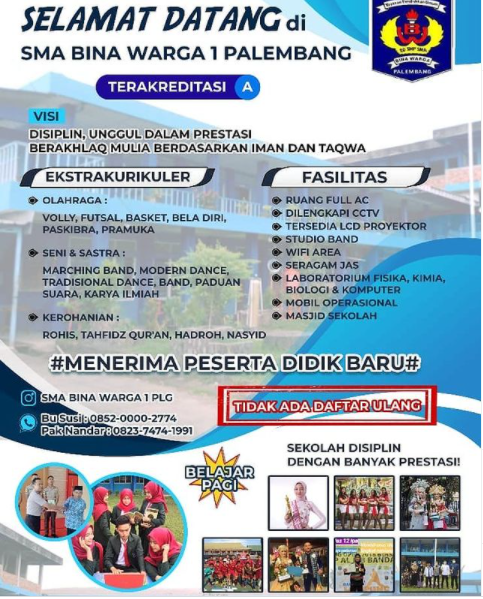 SELAMAT DATANG di
SMA BINA WARGA 1 PALEMBANG
TERAKREDITASI A
BINA WARGA
PALEMBANG
VISI
DISIPLIN, UNGGUL DALAM PRESTASI
BERAKHLAQ MULIA BERDASARKAN IMAN DAN TAQWA
EKSTRAKURIKULER
OLAHRAGA :
VOLLY, FUTSAL, BASKET, BELA DIRI,
PASKIBRA, PRAMUKA
SENI & SASTRA :
MARCHING BAND, MODERN DANCE,
TRADISIONAL DANCE, BAND, PADUAN
SUARA, KARYA ILMIAH
KEROHANIAN :
ROHIS, TAHFIDZ QUR'AN, HADROH, NASYID
FASILITAS
RUANG FULL AC
DILENGKAPI CCTV
TERSEDIA LCD PROYEKTOR
STUDIO BAND
WIFI AREA
SERAGAM JAS
LABORATORIUM FISIKA, KIMIA,
BIOLOGI & KOMPUTER
MOBIL OPERASIONAL
MASJID SEKOLAH
#MENERIMA PESERTA DIDIK BARU#
SMA BINA WARGA 1 PLG
Bu Susi : 0852-0000-2774
Pak Nandar : 0823-7474-1991
TIDAK ADA DAFTAR ULANG
BELAJAR
PAGI
SEKOLAH DISIPLIN
DENGAN BANYAK PRESTASI!